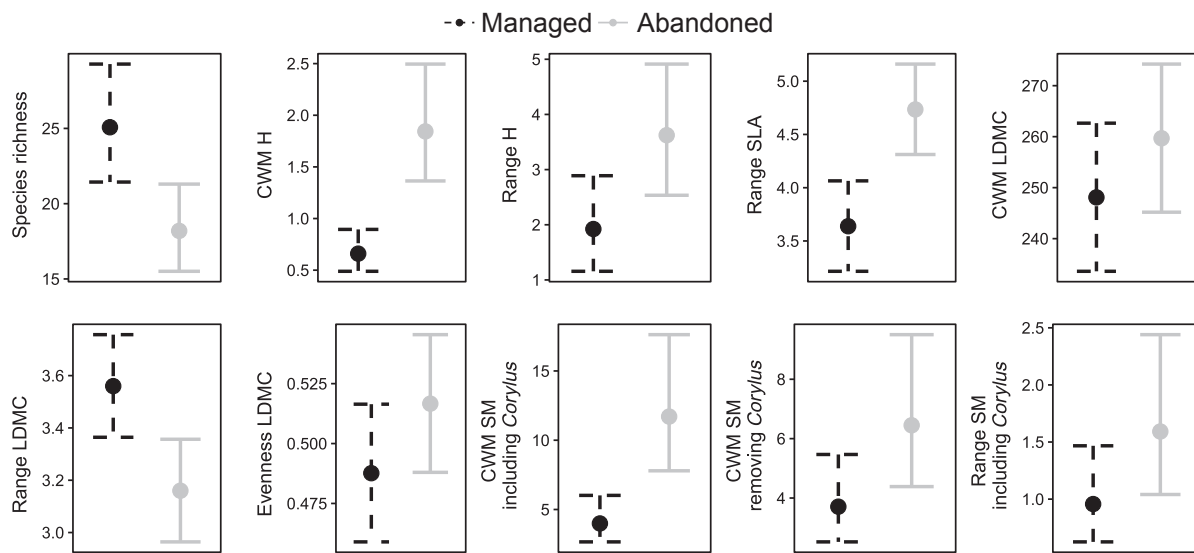 Managed Abandoned
Species richness
25
20
15
CWM H
2.5
2.0
1.5
1.0
0.5
Range H
5
4
3
2
1
Range SLA
5.0
4.5
4.0
3.5
CWM LDMC
270
260
250
240
Range LDMC
3.6
3.4
3.2
3.0
Evenness LDMC
0.525
0.500
0.475
CWM SM
including Corylus
15
10
5
CWM SM
removing Corylus
8
6
4
Range SM
including Corylus
2.5
2.0
1.5
1.0